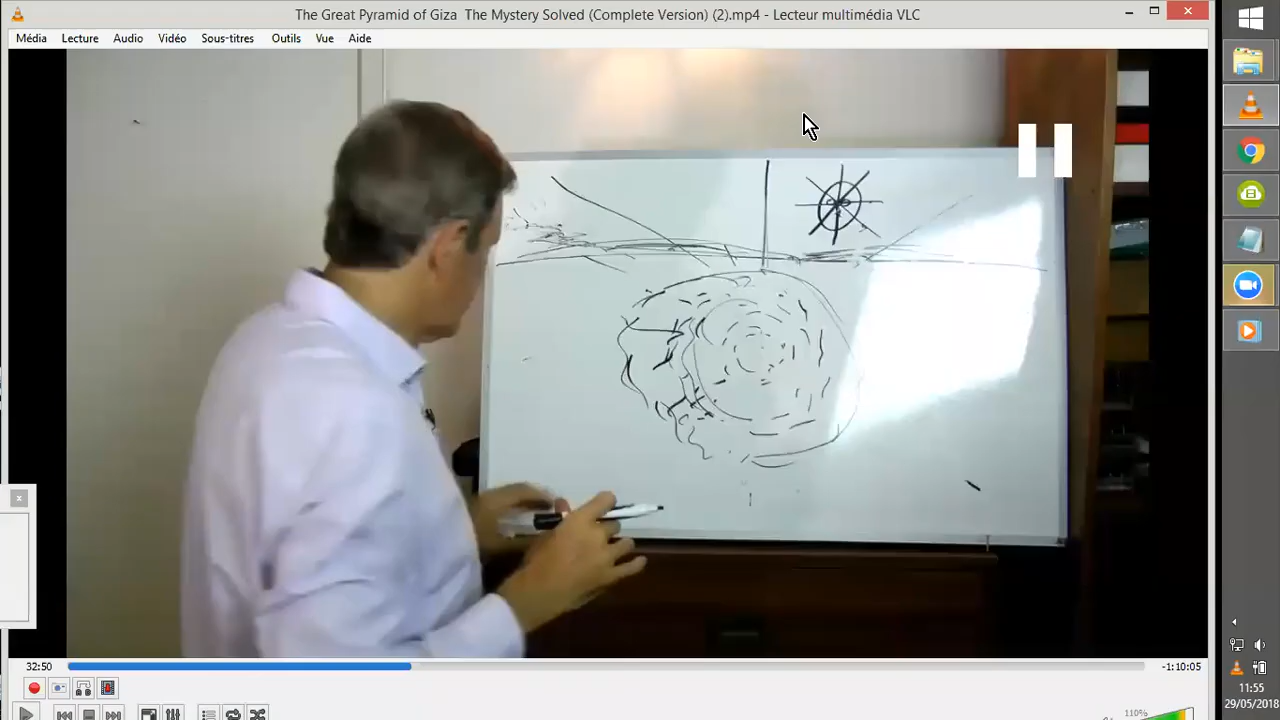 The Great Pyramid of Giza The Mystery Solved (Complete Version) (2).mp4 - Lecteur multimédia VLC
Média Lecture Audio Vidéo Sous-titres Outils Vue Aide
x
32:50
-1:10:05
110%
11:55
29/05/2018